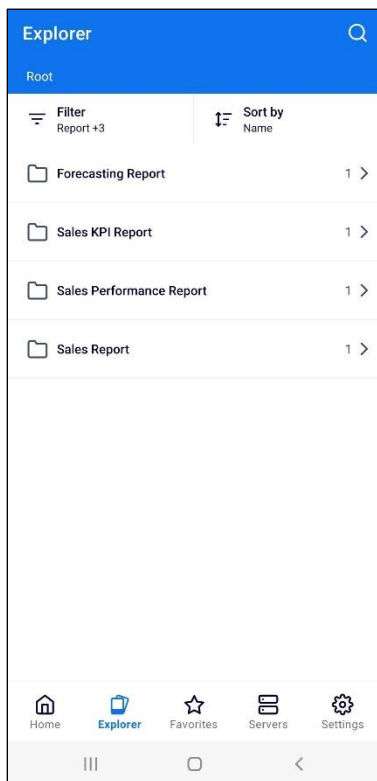 Explorer
Root
Filter
Report +3
Sort by
Name
Forecasting Report 1
Sales KPI Report 1
Sales Performance Report 1
Sales Report 1
Home Explorer Favorites Servers Settings